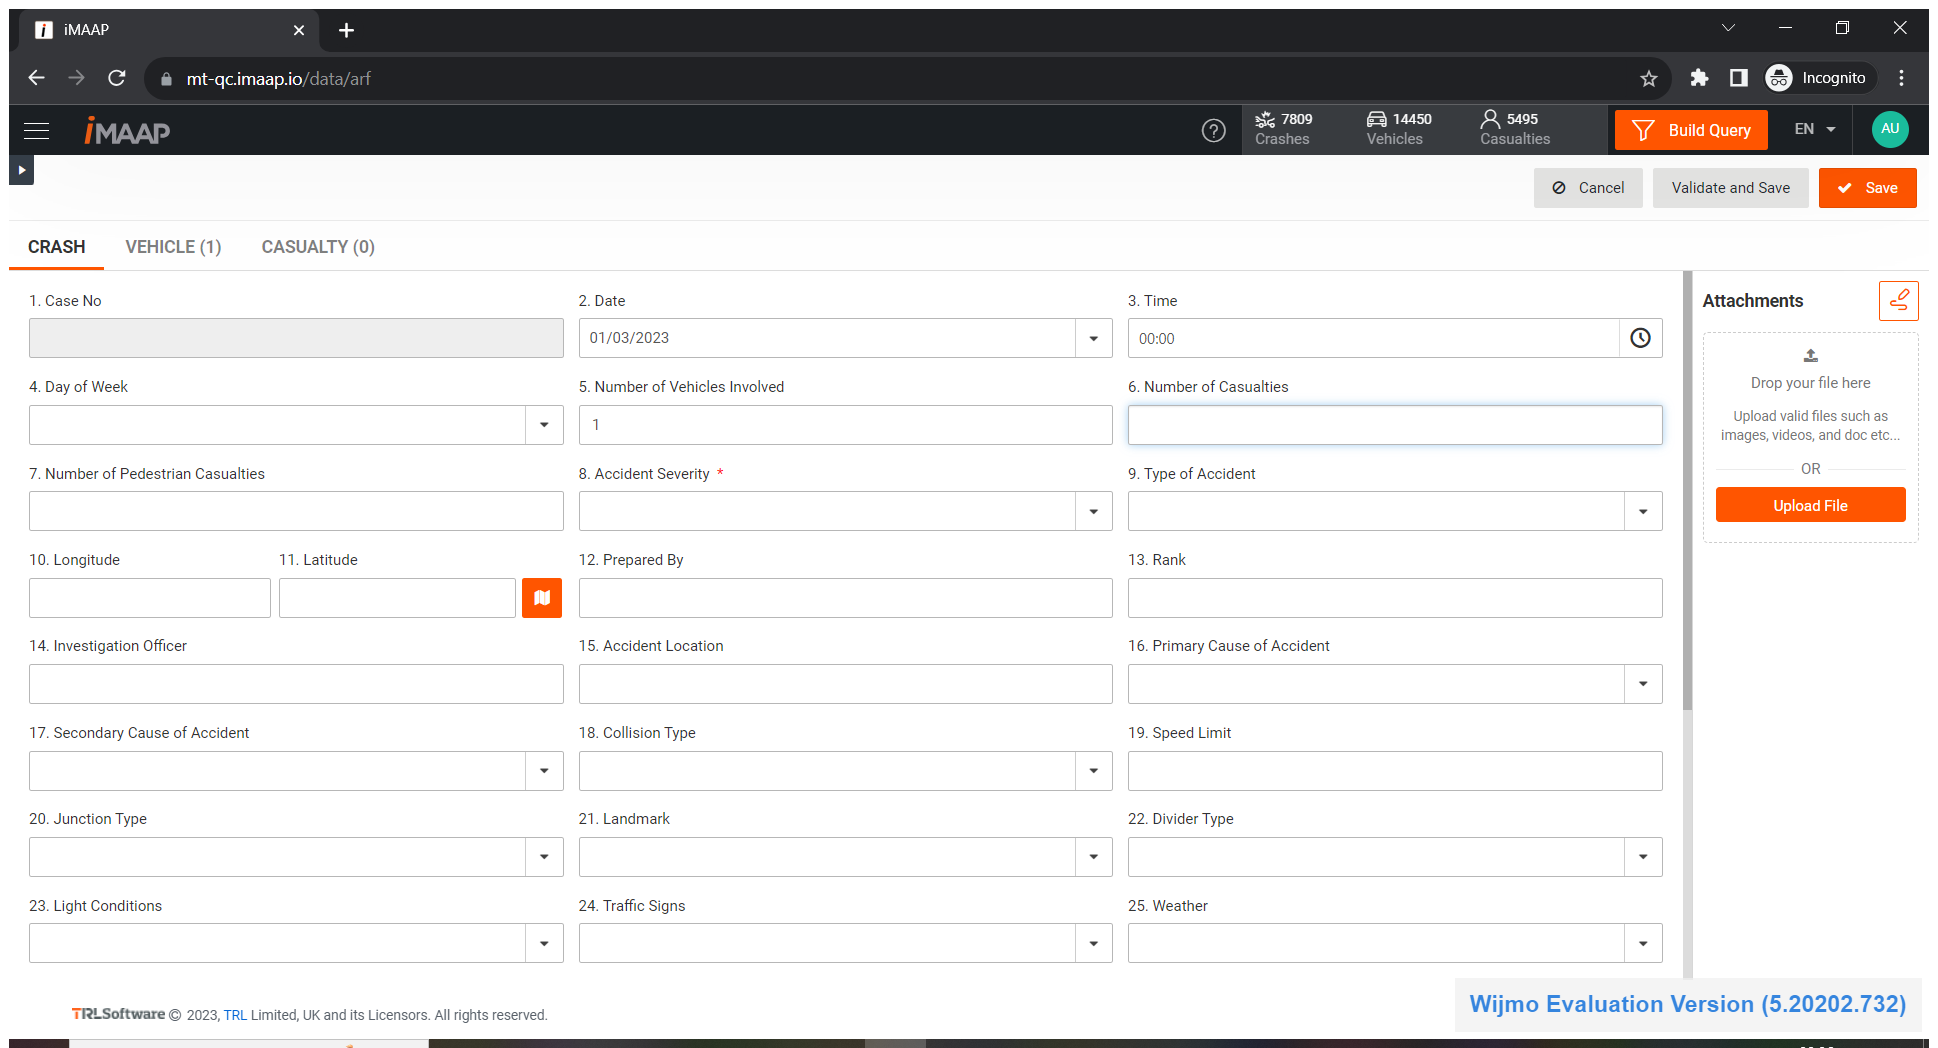 iMAAP
mt-qc.imaap.io/data/arf
Incognito
iMAAP
7809
Crashes
14450
Vehicles
5495
Casualties
Build Query
EN
AU
Cancel
Validate and Save
Save
CRASH
VEHICLE (1)
CASUALTY (0)
1. Case No
2. Date
3. Time
01/03/2023
00:00
4. Day of Week
5. Number of Vehicles Involved
6. Number of Casualties
1
7. Number of Pedestrian Casualties
8. Accident Severity *
9. Type of Accident
10. Longitude
11. Latitude
12. Prepared By
13. Rank
14. Investigation Officer
15. Accident Location
16. Primary Cause of Accident
17. Secondary Cause of Accident
18. Collision Type
19. Speed Limit
20. Junction Type
21. Landmark
22. Divider Type
23. Light Conditions
24. Traffic Signs
25. Weather
Attachments
Drop your file here
Upload valid files such as
images, videos, and doc etc...
OR
Upload File
TRLSoftware © 2023, TRL Limited, UK and its Licensors. All rights reserved.
Wijmo Evaluation Version (5.20202.732)